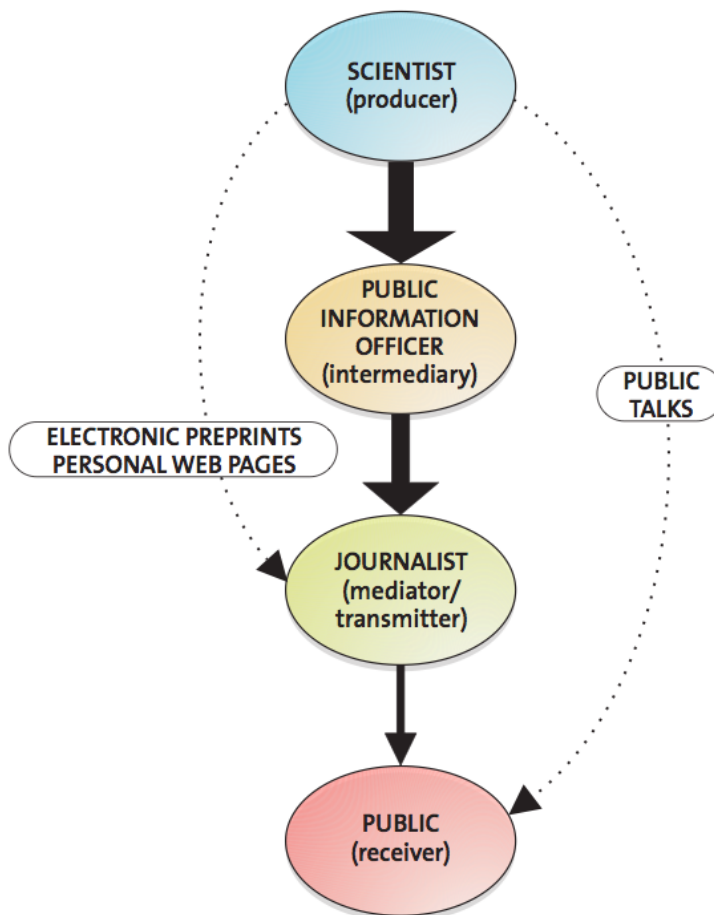 SCIENTIST
(producer)
PUBLIC
INFORMATION
OFFICER
(intermediary)
PUBLIC
TALKS
ELECTRONIC PREPRINTS
PERSONAL WEB PAGES
JOURNALIST
(mediator/
transmitter)
PUBLIC
(receiver)